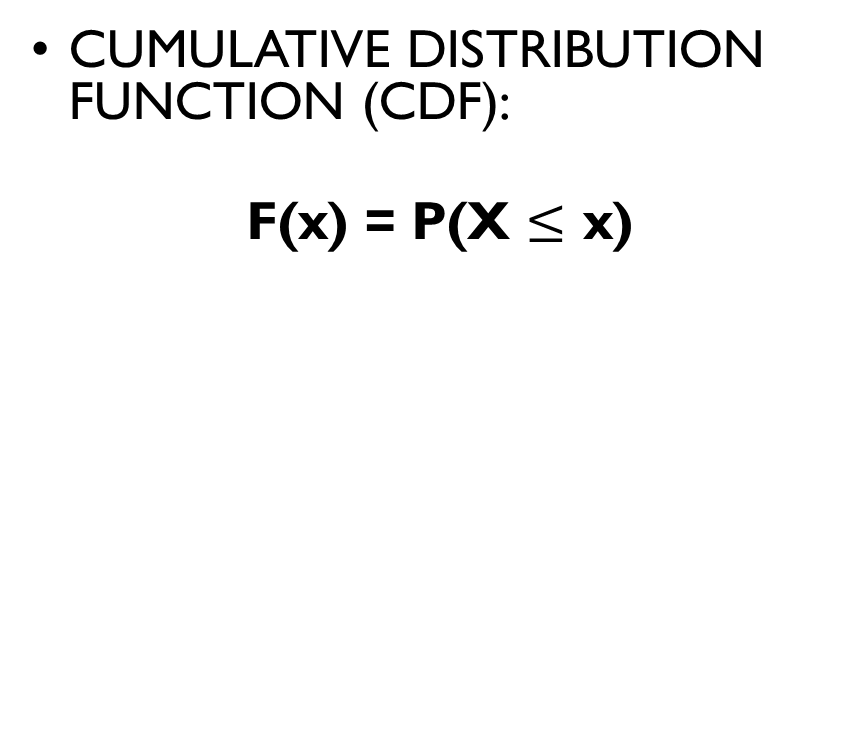 • CUMULATIVE DISTRIBUTION
FUNCTION (CDF):
F(x) = P(X ≤ x)